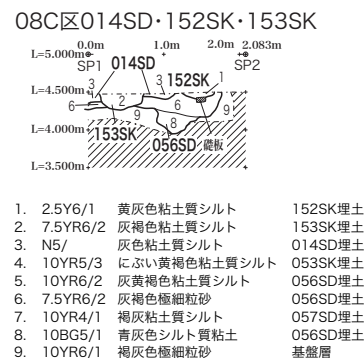 08C区014SD･152SK･153SK
0.0m 1.0m 2.0m 2.083m
L=5.000m
SP1 SP2
014SD
3 3 152SK 1
L=4.500m
6 2 6 9
9 8
L=4.000m
153SK 056SD 礎板
L=3.500m
1. 2.5Y6/1 黄灰色粘土質シルト 152SK埋土
2. 7.5YR6/2 灰褐色粘土質シルト 153SK埋土
3. N5/ 灰色粘土質シルト 014SD埋土
4. 10YR5/3 にぶい黄褐色粘土質シルト 053SK埋土
5. 10YR6/2 灰黄褐色粘土質シルト 056SD埋土
6. 7.5YR6/2 灰褐色極細粒砂 056SD埋土
7. 10YR4/1 褐灰粘土質シルト 057SD埋土
8. 10BG5/1 青灰色シルト質粘土 056SD埋土
9. 10YR6/1 褐灰色極細粒砂 基盤層